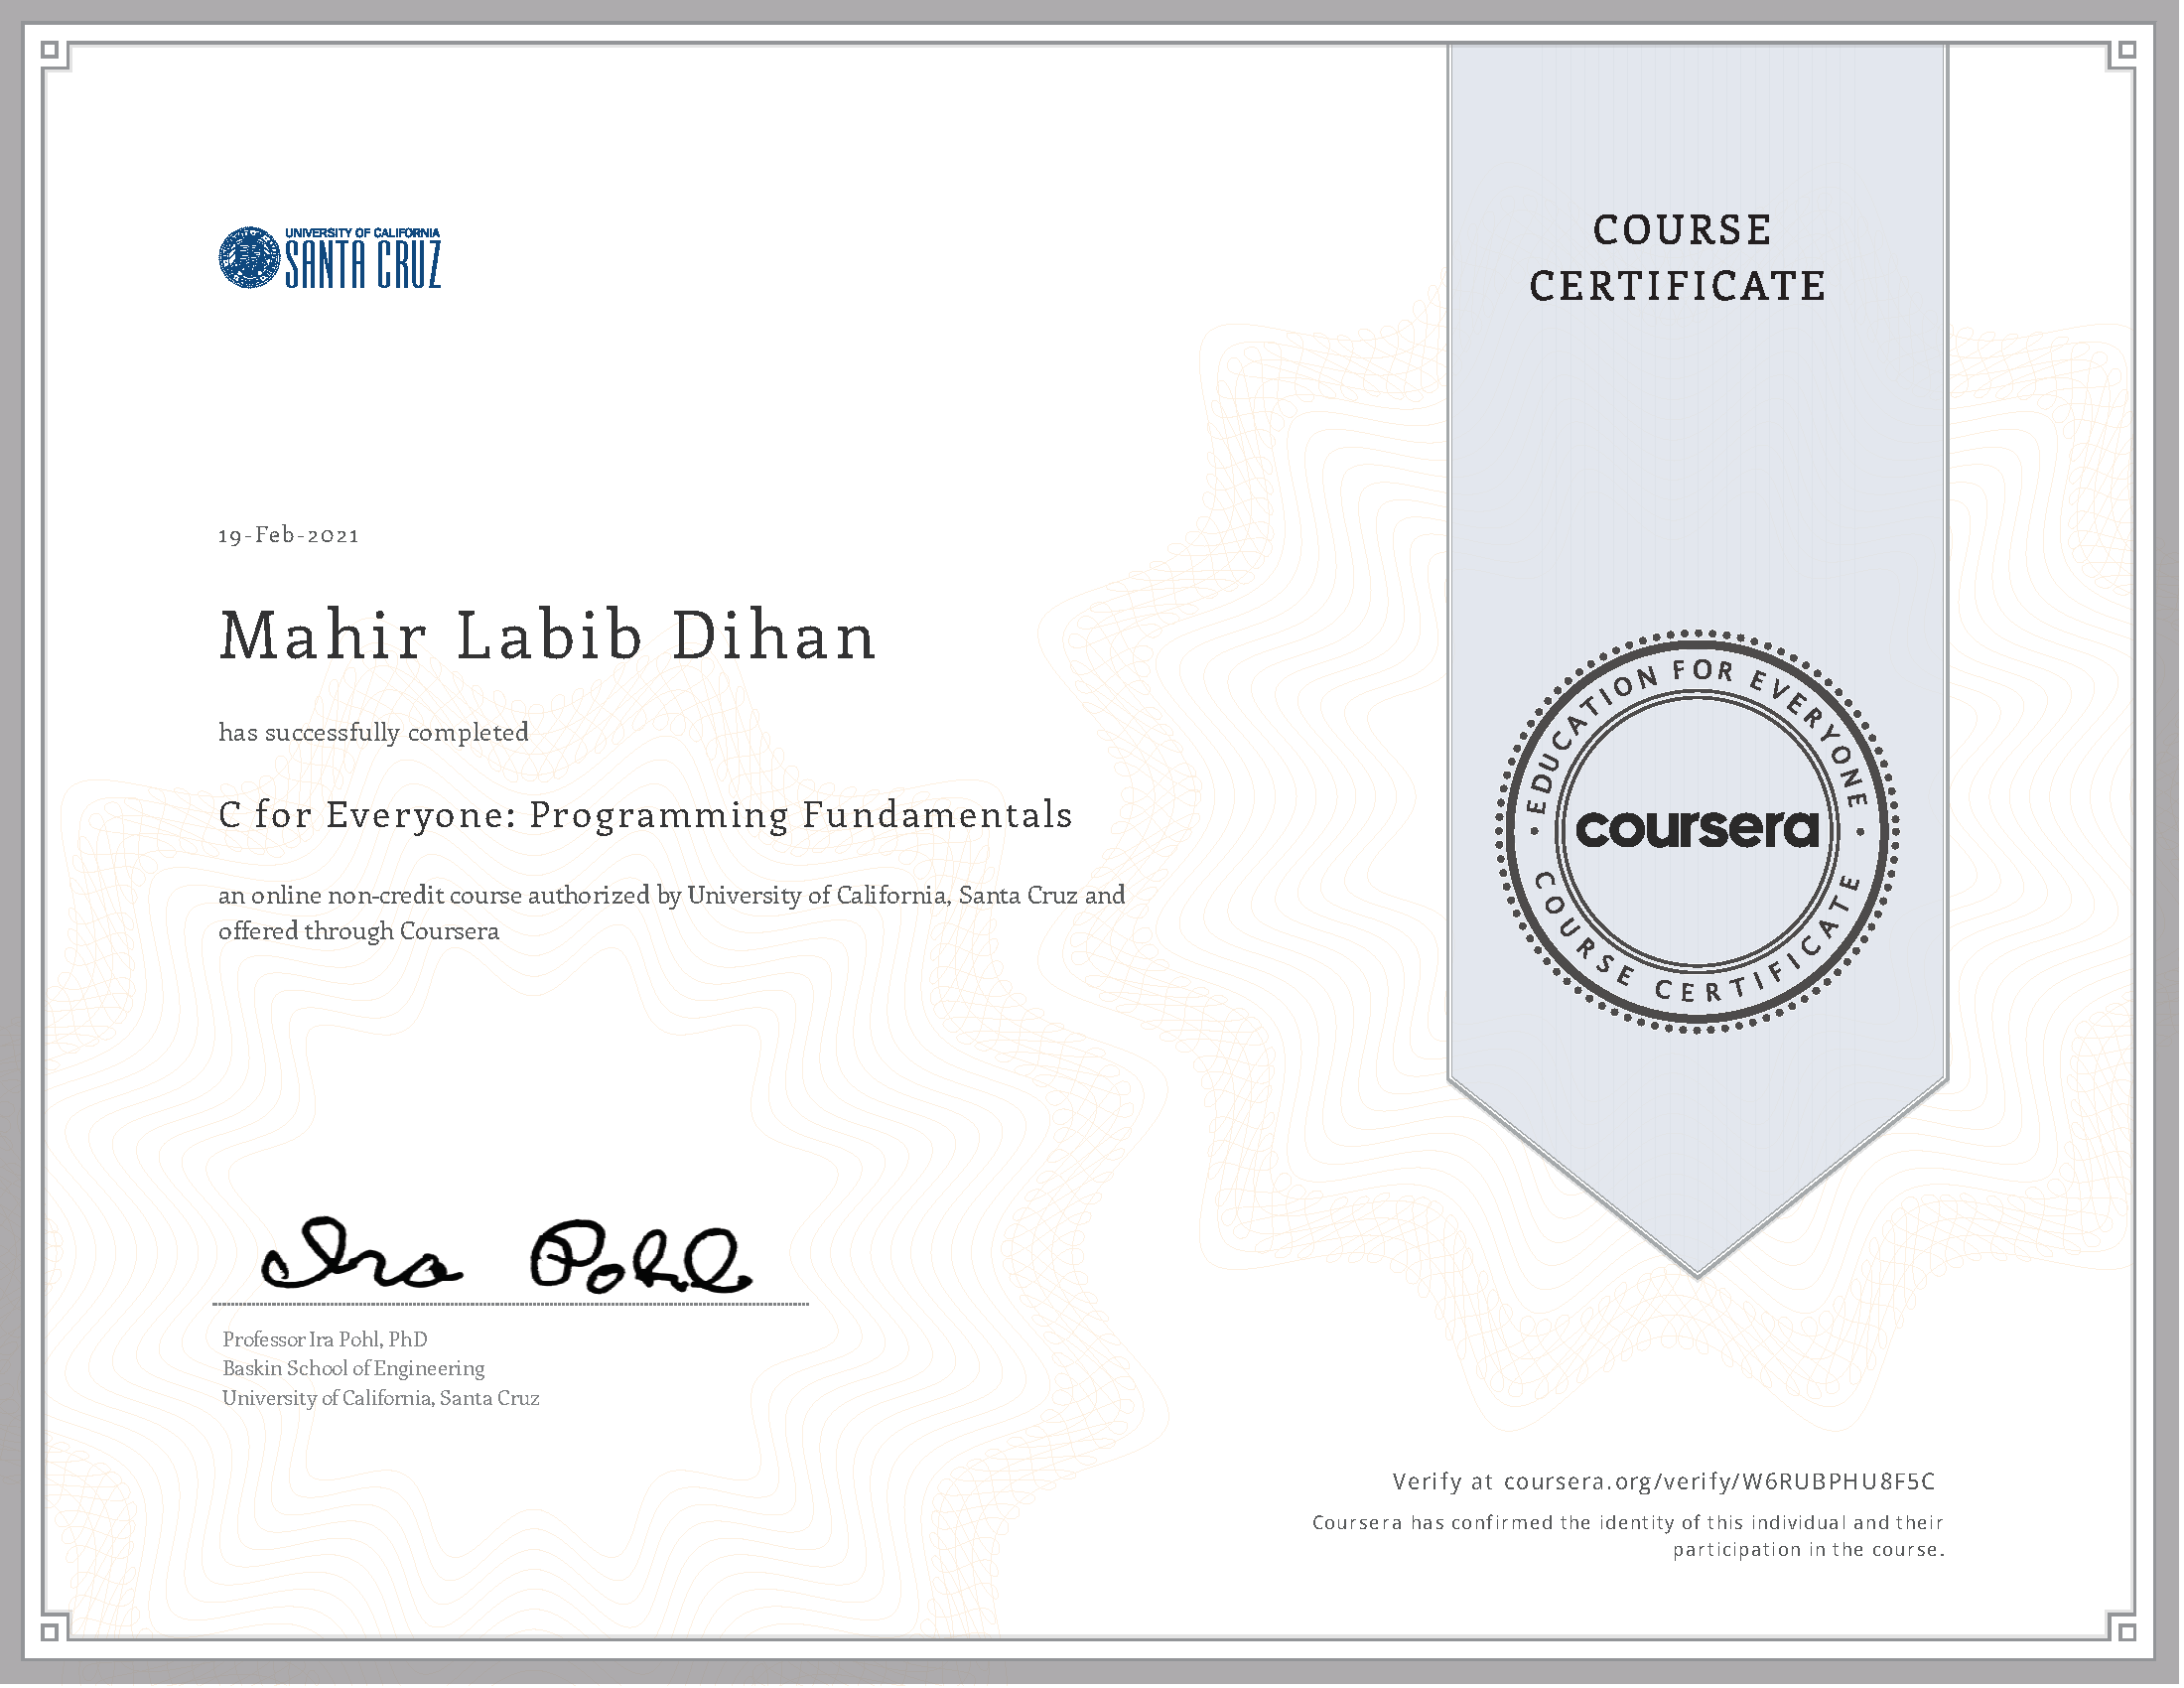 UNIVERSITY OF CALIFORNIA
SANTA CRUZ
COURSE
CERTIFICATE
19-Feb-2021
Mahir Labib Dihan
has successfully completed
C for Everyone: Programming Fundamentals
an online non-credit course authorized by University of California, Santa Cruz and
offered through Coursera
EDUCATION FOR EVERYONE
coursera
COURSE CERTIFICATE
Ira Pohl
Professor Ira Pohl, PhD
Baskin School of Engineering
University of California, Santa Cruz
Verify at coursera.org/verify/W6RUBPHU8F5C
Coursera has confirmed the identity of this individual and their
participation in the course.